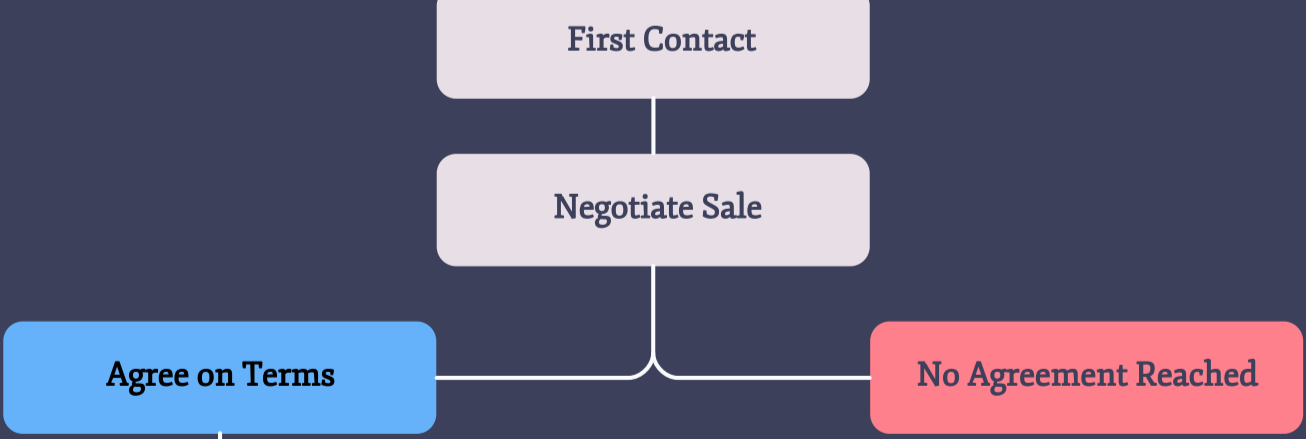 First Contact
Negotiate Sale
Agree on Terms
No Agreement Reached